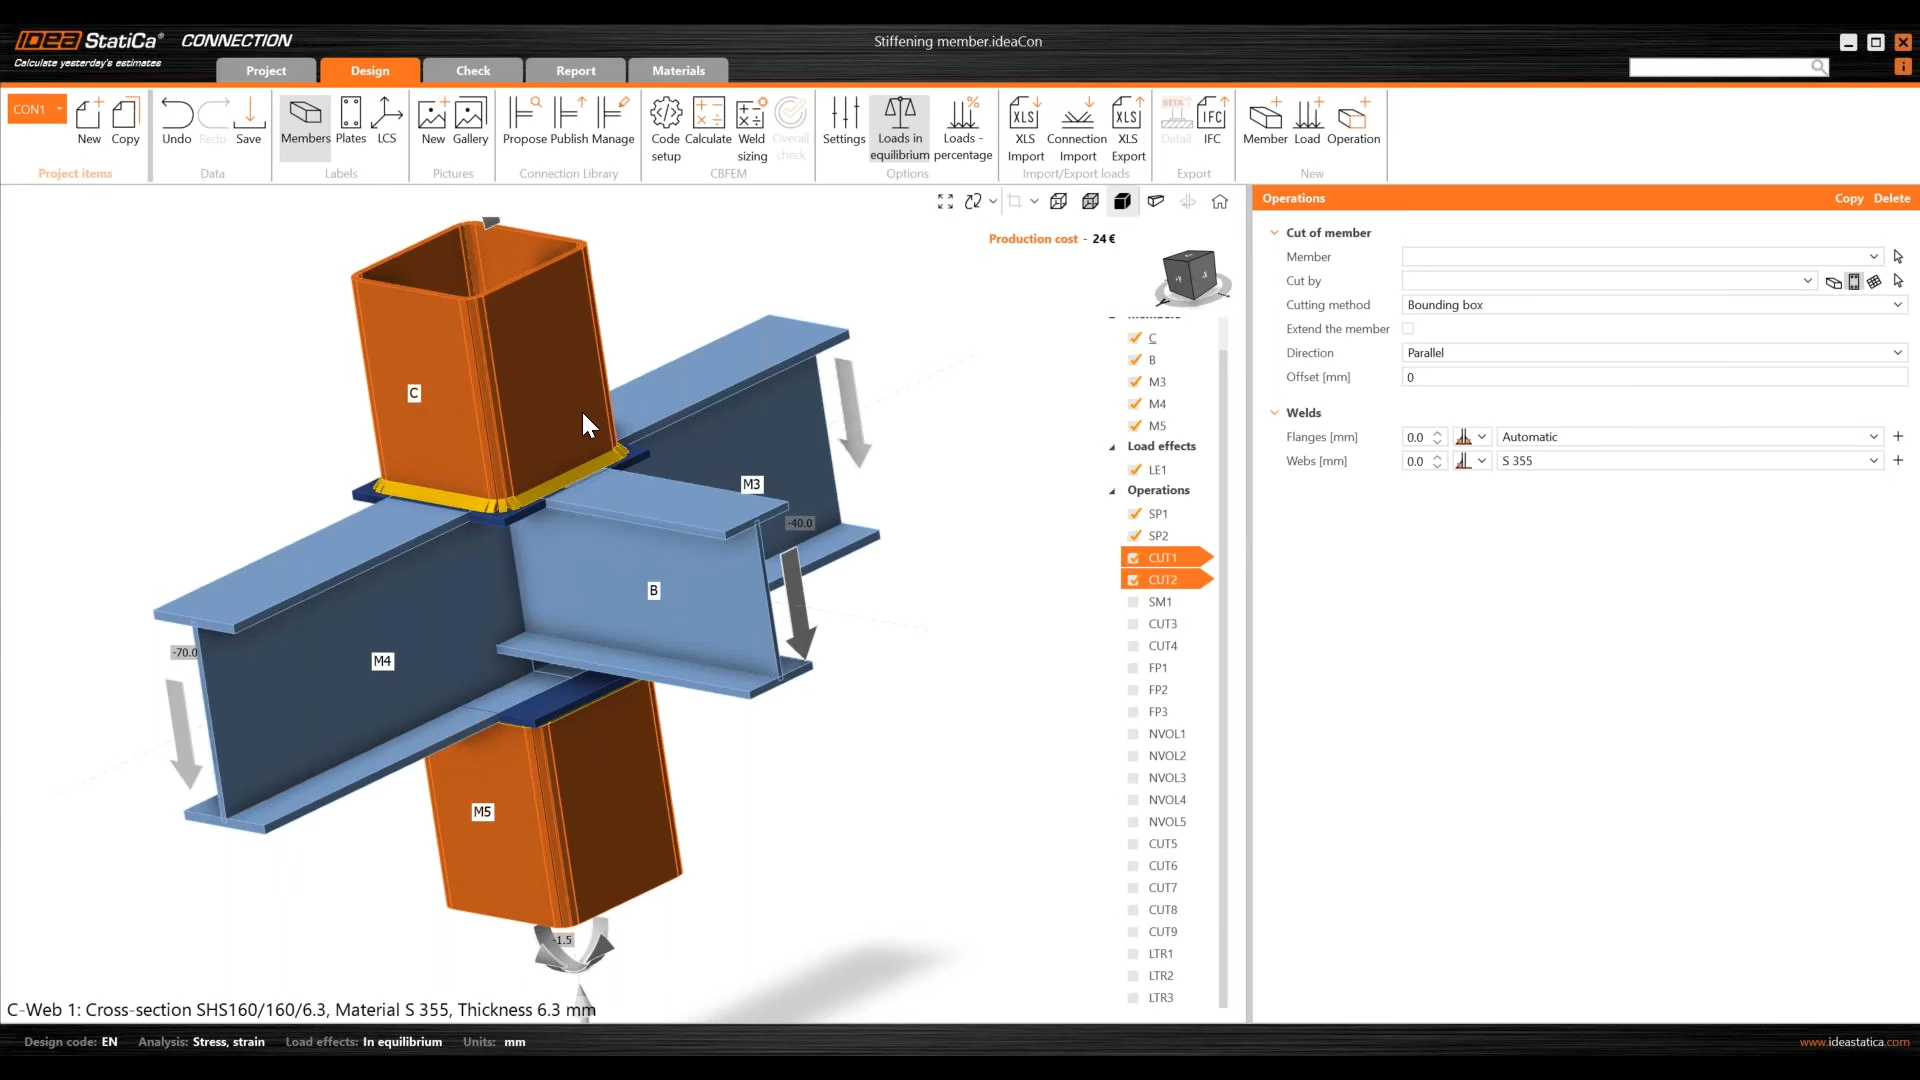 IDEA StatiCa® CONNECTION
Calculate yesterday's estimates
Stiffening member.ideaCon
Project
Design
Check
Report
Materials
CON1
New
Copy
Undo
Redo
Save
Members
Plates
LCS
New
Gallery
Propose
Publish
Manage
Code setup
Calculate
Weld sizing
Overall check
Settings
Loads in equilibrium
Loads - percentage
XLS Import
Connection Import
XLS Export
BETA
Detail
IFC
Member
Load
Operation
Project items
Data
Labels
Pictures
Connection Library
CBFEM
Options
Import/Export loads
Export
New
Production cost - 24 €
C
M3
-40.0
B
-70.0
M4
M5
-1.5
C
B
M3
M4
M5
Load effects
LE1
Operations
SP1
SP2
CUT1
CUT2
SM1
CUT3
CUT4
FP1
FP2
FP3
NVOL1
NVOL2
NVOL3
NVOL4
NVOL5
CUT5
CUT6
CUT7
CUT8
CUT9
LTR1
LTR2
LTR3
Operations
Copy
Delete
Cut of member
Member
Cut by
Cutting method Bounding box
Extend the member
Direction Parallel
Offset [mm] 0
Welds
Flanges [mm] 0.0 Automatic
Webs [mm] 0.0 S 355
C-Web 1: Cross-section SHS160/160/6.3, Material S 355, Thickness 6.3 mm
Design code: EN Analysis: Stress, strain Load effects: In equilibrium Units: mm
www.ideastatica.com